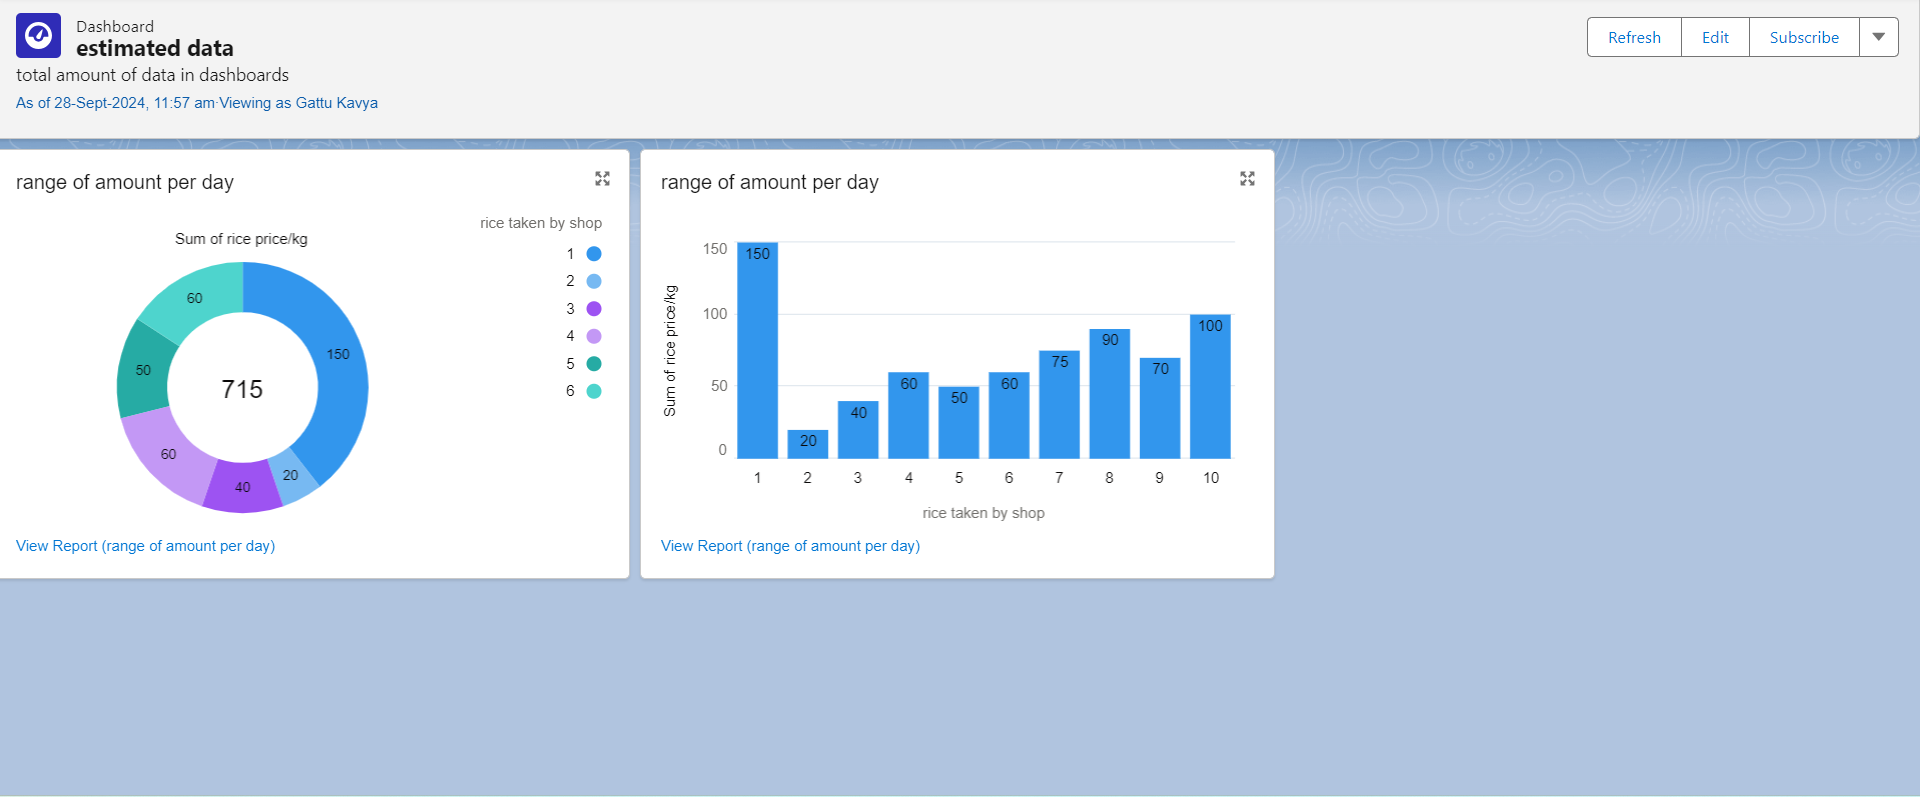 Dashboard
estimated data
total amount of data in dashboards
As of 28-Sept-2024, 11:57 am·Viewing as Gattu Kavya
Refresh
Edit
Subscribe
range of amount per day
rice taken by shop
Sum of rice price/kg
1
2
3
4
5
6
60
150
50
715
60
20
40
View Report (range of amount per day)
range of amount per day
Sum of rice price/kg
150
100
50
0
150
20
40
60
50
60
75
90
70
100
1 2 3 4 5 6 7 8 9 10
rice taken by shop
View Report (range of amount per day)